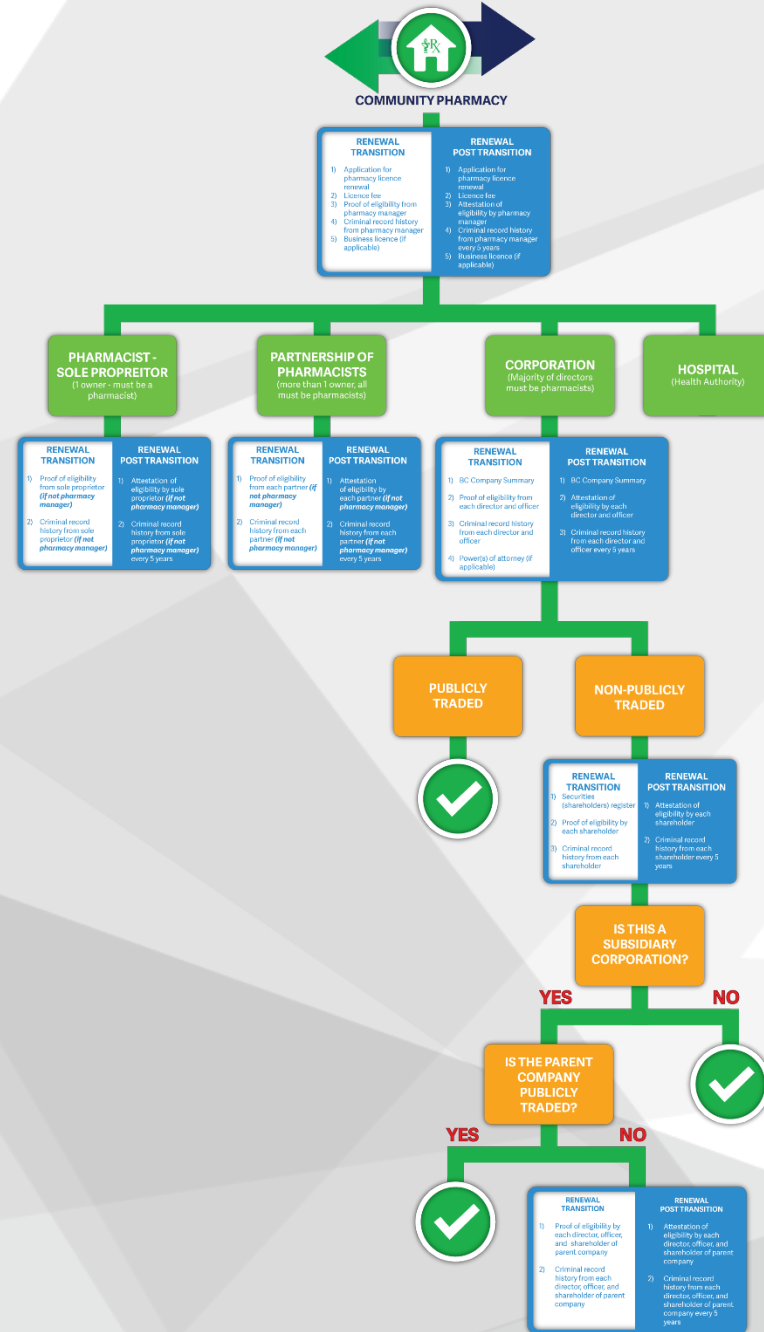 Rx
COMMUNITY PHARMACY
RENEWAL
TRANSITION
1) Application for
pharmacy licence
renewal
2) Licence fee
3) Proof of eligibility from
pharmacy manager
4) Criminal record history
from pharmacy manager
5) Business licence (if
applicable)
RENEWAL
POST TRANSITION
1) Application for
pharmacy licence
renewal
2) Licence fee
3) Attestation of
eligibility by pharmacy
manager
4) Criminal record history
from pharmacy manager
every 5 years
5) Business licence (if
applicable)
PHARMACIST -
SOLE PROPREITOR
(1 owner - must be a
pharmacist)
PARTNERSHIP OF
PHARMACISTS
(more than 1 owner, all
must be pharmacists)
CORPORATION
(Majority of directors
must be pharmacists)
HOSPITAL
(Health Authority)
RENEWAL
TRANSITION
1) Proof of eligibility
from sole proprietor
(if not pharmacy
manager)
2) Criminal record
history from sole
proprietor (if not
pharmacy manager)
RENEWAL
POST TRANSITION
1) Attestation of
eligibility by sole
proprietor (if not
pharmacy manager)
2) Criminal record
history from sole
proprietor (if not
pharmacy manager)
every 5 years
RENEWAL
TRANSITION
1) Proof of eligibility
from each partner (if
not pharmacy
manager)
2) Criminal record
history from each
partner (if not
pharmacy manager)
RENEWAL
POST TRANSITION
1) Attestation
of eligibility by
each partner (if not
pharmacy manager)
2) Criminal record
history from each
partner (if not
pharmacy manager)
every 5 years
RENEWAL
TRANSITION
1) BC Company Summary
2) Proof of eligibility from
each director and officer
3) Criminal record history
from each director and
officer
4) Power(s) of attorney (if
applicable)
RENEWAL
POST TRANSITION
1) BC Company Summary
2) Attestation of
eligibility by each
director and officer
3) Criminal record history
from each director and
officer every 5 years
PUBLICLY
TRADED
NON-PUBLICLY
TRADED
RENEWAL
TRANSITION
1) Securities
(shareholders) register
2) Proof of eligibility by
each shareholder
3) Criminal record
history from each
shareholder
RENEWAL
POST TRANSITION
1) Attestation of
eligibility by each
shareholder
2) Criminal record
history from each
shareholder every 5
years
IS THIS A
SUBSIDIARY
CORPORATION?
YES
NO
IS THE PARENT
COMPANY
PUBLICLY
TRADED?
YES
NO
RENEWAL
TRANSITION
1) Proof of eligibility by
each director, officer,
and shareholder of
parent company
2) Criminal record
history from each
director, officer, and
shareholder of parent
company
RENEWAL
POST TRANSITION
1) Attestation of
eligibility by each
director, officer, and
shareholder of parent
company
2) Criminal record
history from each
director, officer, and
shareholder of parent
company every 5
years